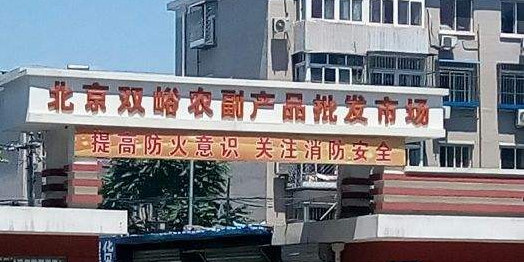 北京双峪农副产品批发市场
提高防火意识 关注消防安全